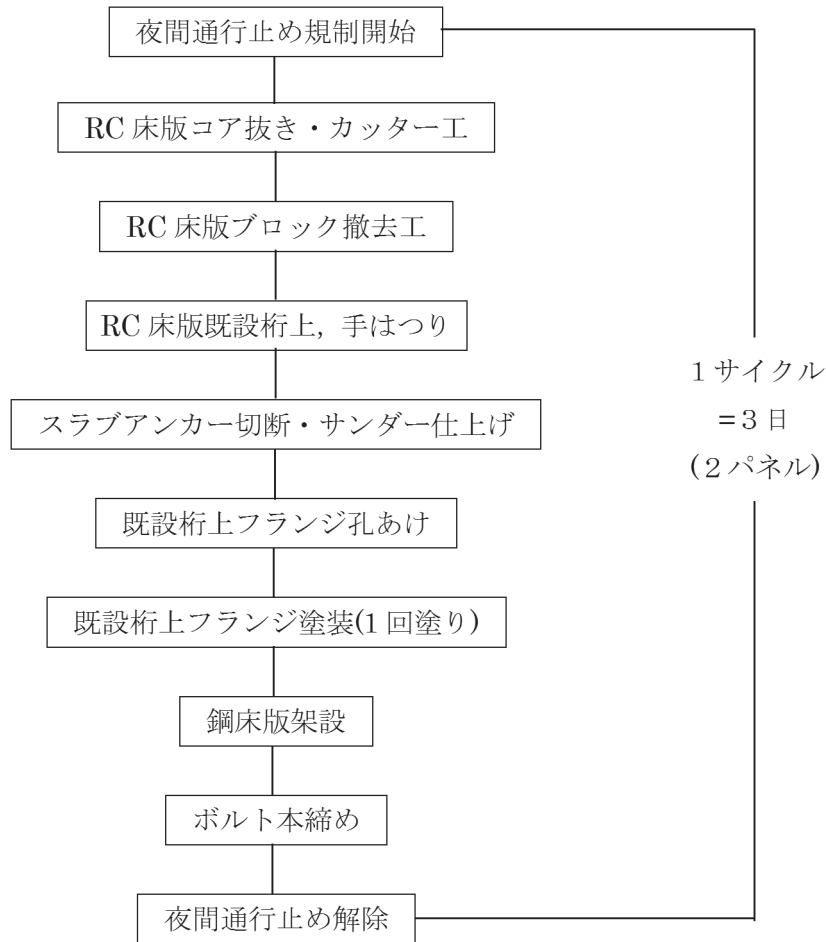 夜間通行止め規制開始
RC 床版コア抜き・カッター工
RC 床版ブロック撤去工
RC 床版既設桁上，手はつり
スラブアンカー切断・サンダー仕上げ
既設桁上フランジ孔あけ
既設桁上フランジ塗装(1 回塗り)
鋼床版架設
ボルト本締め
夜間通行止め解除
１サイクル
=３日
(２パネル)